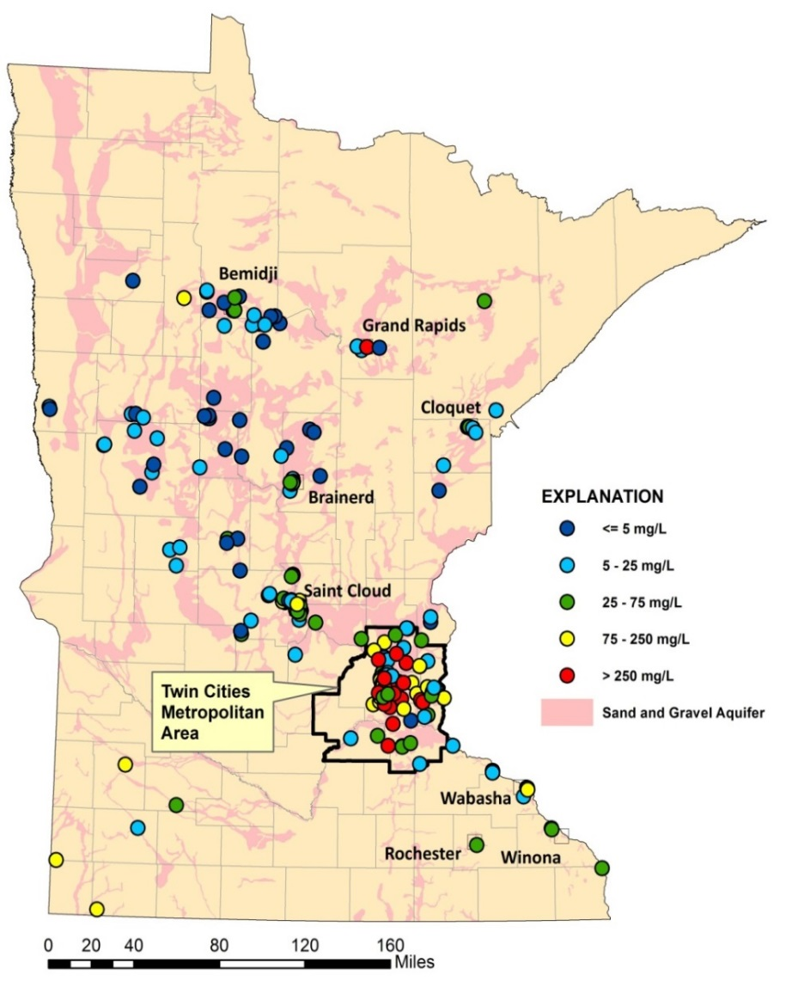 Bemidji
Grand Rapids
Cloquet
Brainerd
EXPLANATION
<= 5 mg/L
5 - 25 mg/L
25 - 75 mg/L
75 - 250 mg/L
> 250 mg/L
Sand and Gravel Aquifer
Saint Cloud
Twin Cities
Metropolitan
Area
Wabasha
Rochester
Winona
0 20 40 80 120 160
Miles